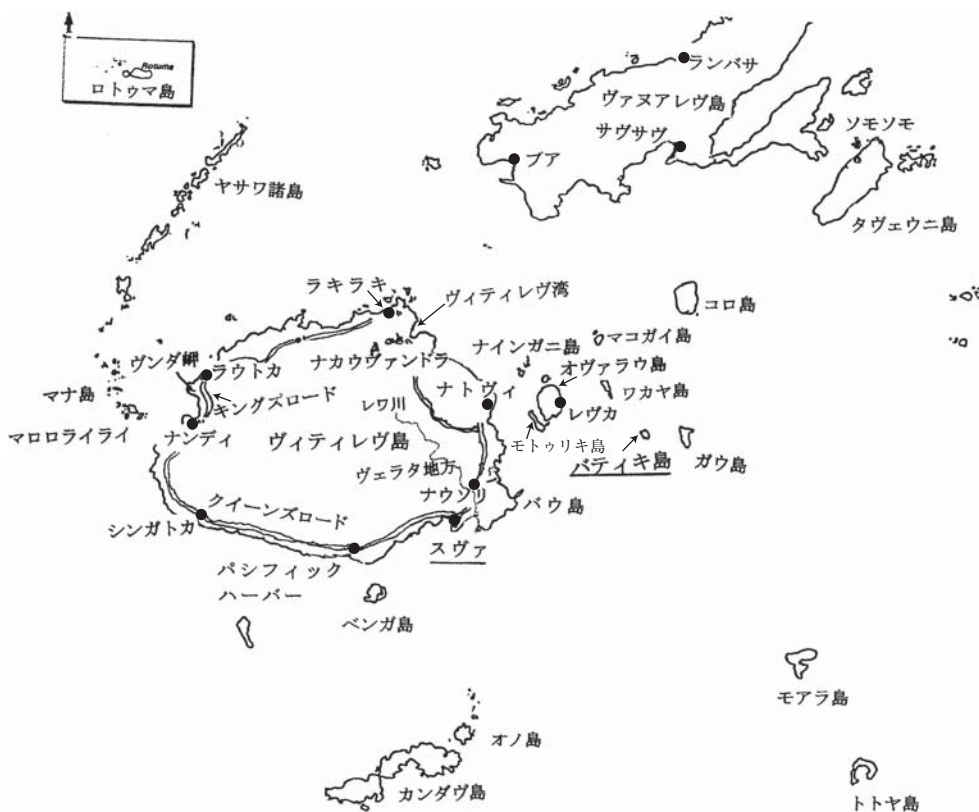 Rotuma
ロトゥマ島
ランバサ
ヴァヌアレヴ島
サヴサヴ
ソモソモ
ブア
ヤサワ諸島
タヴェウニ島
ラキラキ
ヴィティレヴ湾
コロ島
マコガイ島
ナインガニ島
ナカウヴァンドラ
オヴァラウ島
ヴンダ岬
ラウトカ
ワカヤ島
マナ島
ナトヴィ
キングズロード
レワ川
レヴカ
マロロライライ
ナンディ
ヴィティレヴ島
モトゥリキ島
バティキ島
ガウ島
ヴェラタ地方
ナウソリ
バウ島
クイーンズロード
シンガトカ
スヴァ
パシフィック
ハーバー
ベンガ島
モアラ島
オノ島
カンダヴ島
トトヤ島